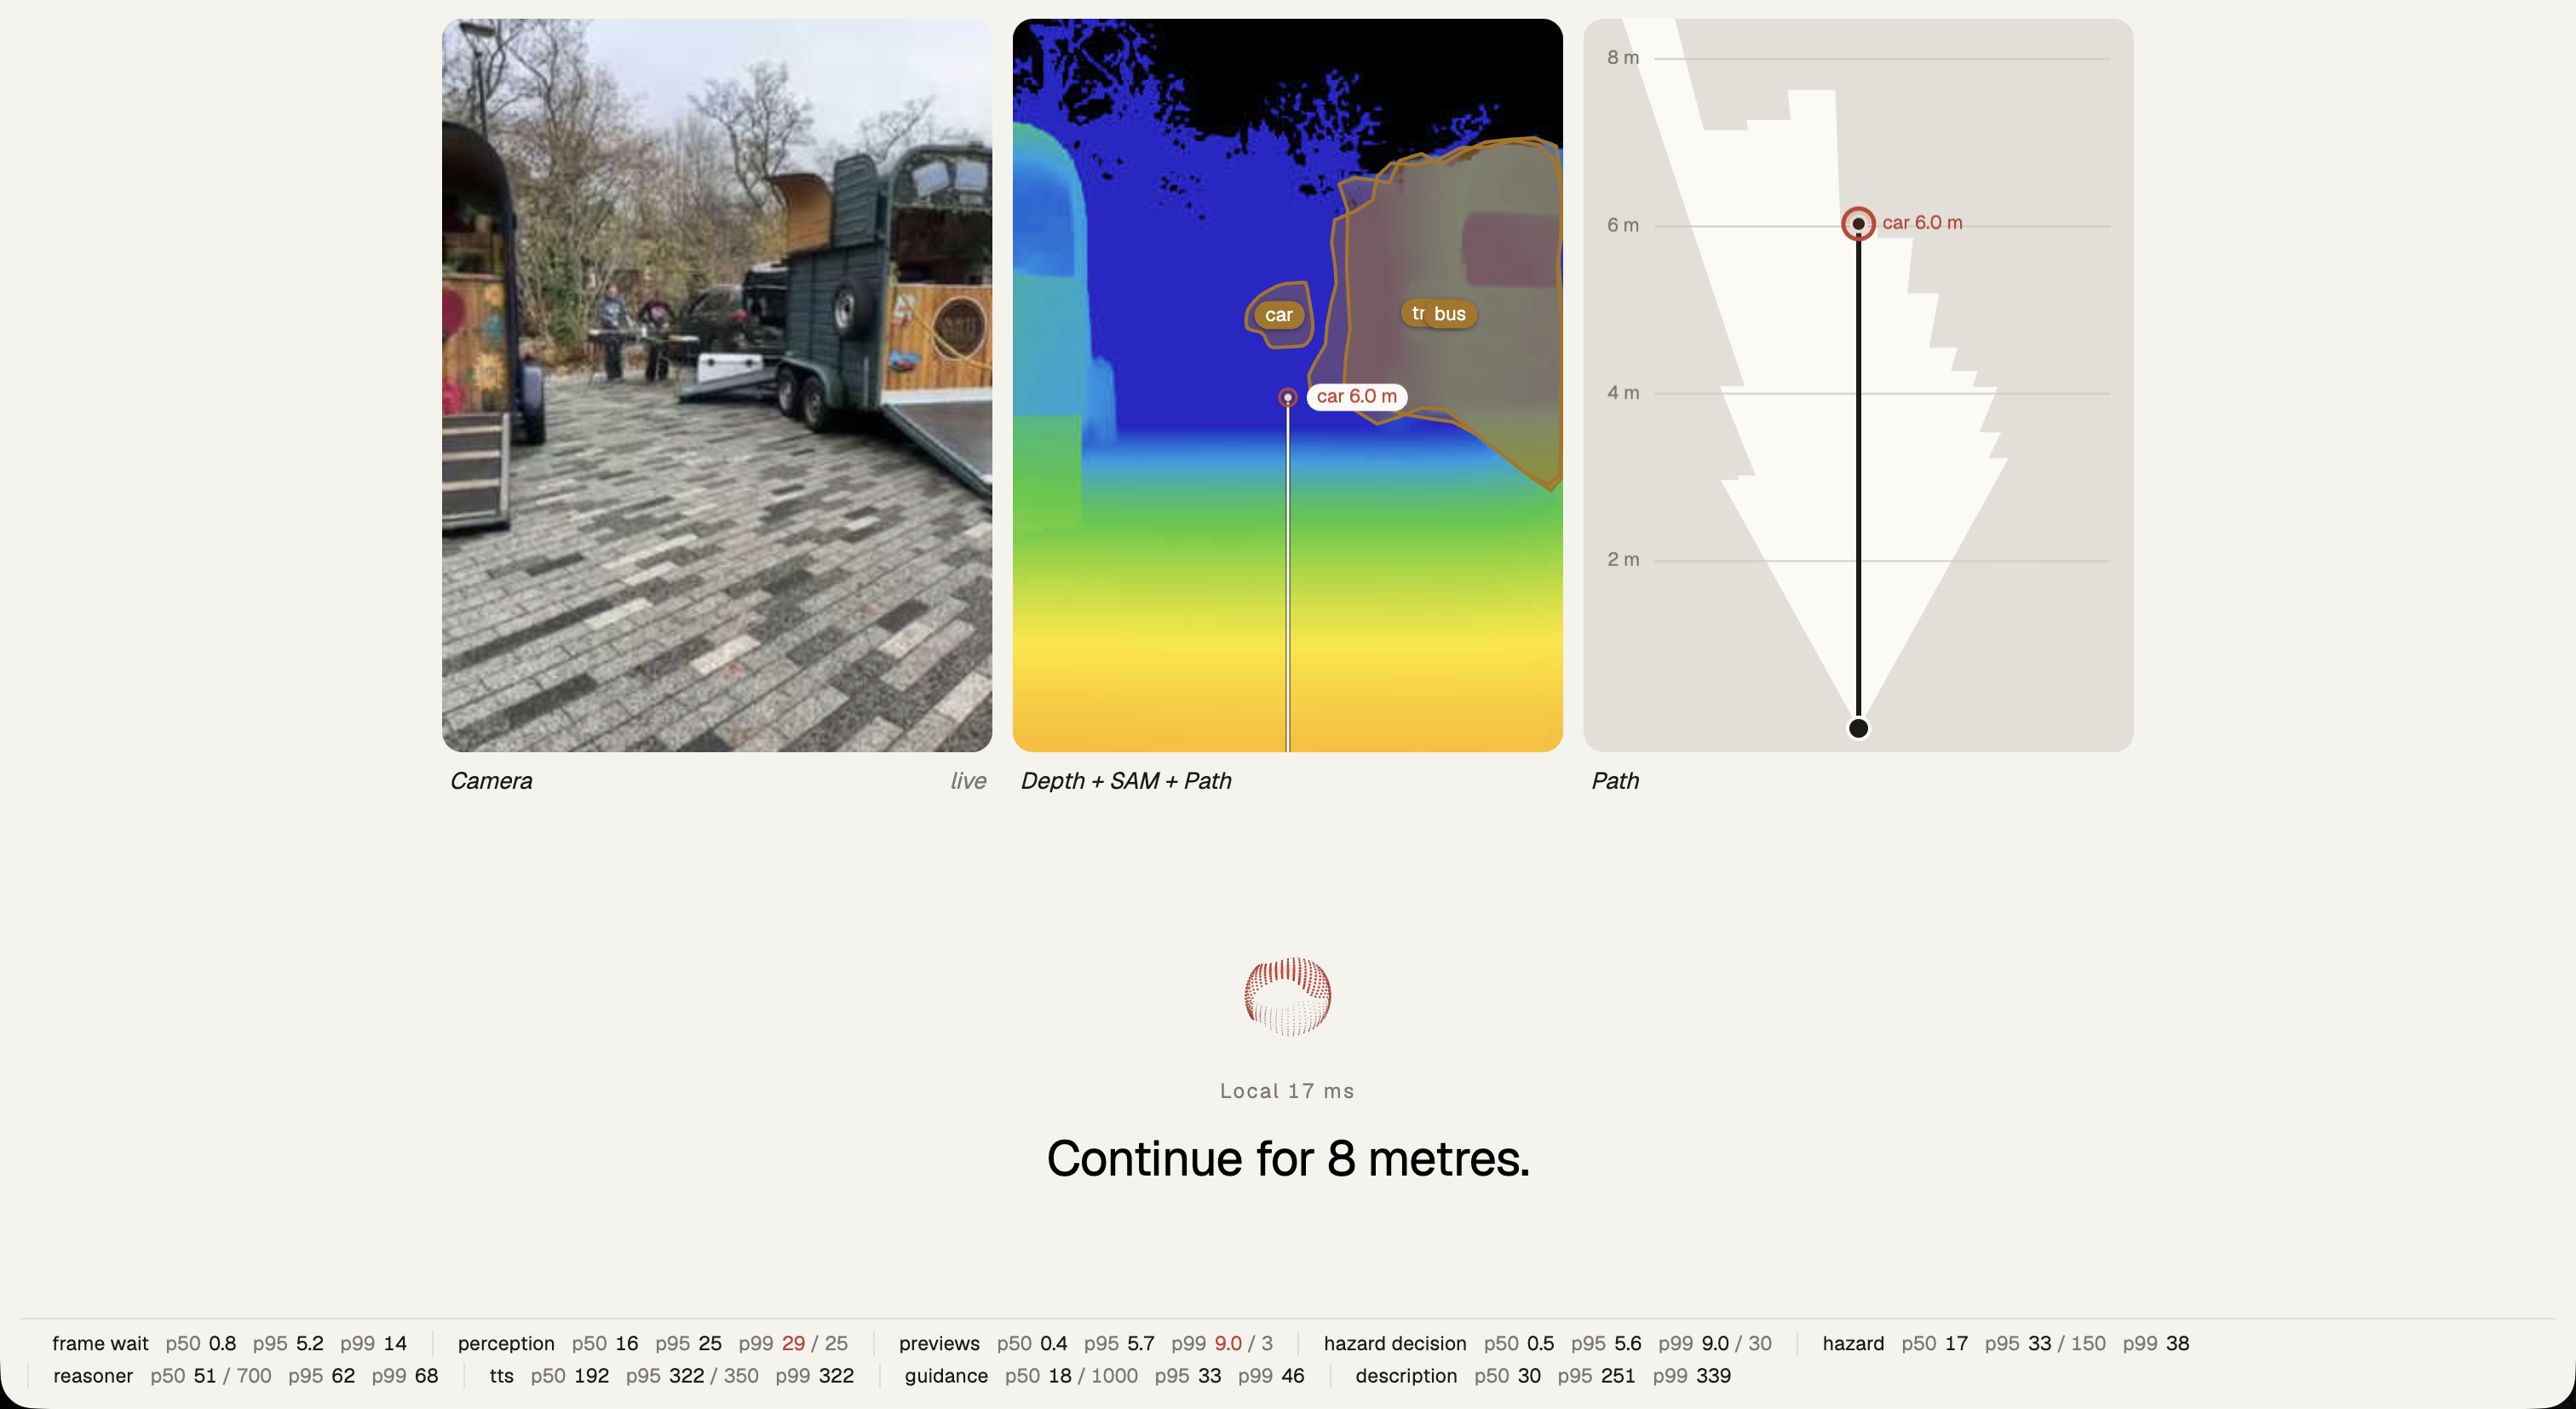 8 m
6 m
4 m
2 m
car
tr bus
car 6.0 m
car 6.0 m
Camera live
Depth + SAM + Path
Path
Local 17 ms
Continue for 8 metres.
frame wait p50 0.8 p95 5.2 p99 14 perception p50 16 p95 25 p99 29 / 25 previews p50 0.4 p95 5.7 p99 9.0 / 3 hazard decision p50 0.5 p95 5.6 p99 9.0 / 30 hazard p50 17 p95 33 / 150 p99 38
reasoner p50 51 / 700 p95 62 p99 68 tts p50 192 p95 322 / 350 p99 322 guidance p50 18 / 1000 p95 33 p99 46 description p50 30 p95 251 p99 339